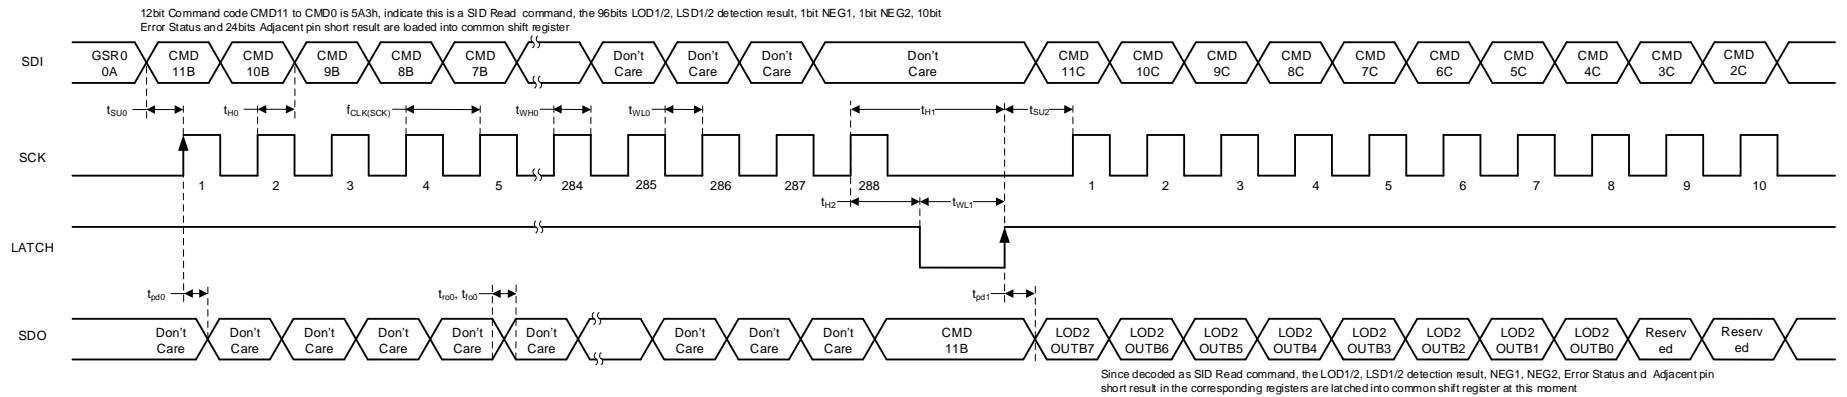 12bit Command code CMD11 to CMD0 is 5A3h, indicate this is a SID Read command, the 96bits LOD1/2, LSD1/2 detection result, 1bit NEG1, 1bit NEG2, 10bit
Error Status and 24bits Adjacent pin short result are loaded into common shift register
SDI
GSR0 CMD CMD CMD CMD CMD Don't Don't Don't Don't CMD CMD CMD CMD CMD CMD CMD CMD CMD CMD
0A 11B 10B 9B 8B 7B Care Care Care Care 11C 10C 9C 8C 7C 6C 5C 4C 3C 2C
tSU0 tH0 fCLK(SCK) tWH0 tWL0 tH1 tSU2
SCK
1 2 3 4 5 284 285 286 287 288 1 2 3 4 5 6 7 8 9 10
tH2 tWL1
LATCH
tpd0 tro0, tfo0 tpd1
SDO
Don't Don't Don't Don't Don't Don't Don't Don't Don't CMD LOD2 LOD2 LOD2 LOD2 LOD2 LOD2 LOD2 LOD2 Reserv Reserv
Care Care Care Care Care Care Care Care Care 11B OUTB7 OUTB6 OUTB5 OUTB4 OUTB3 OUTB2 OUTB1 OUTB0 ed ed
Since decoded as SID Read command, the LOD1/2, LSD1/2 detection result, NEG1, NEG2, Error Status and Adjacent pin
short result in the corresponding registers are latched into common shift register at this moment